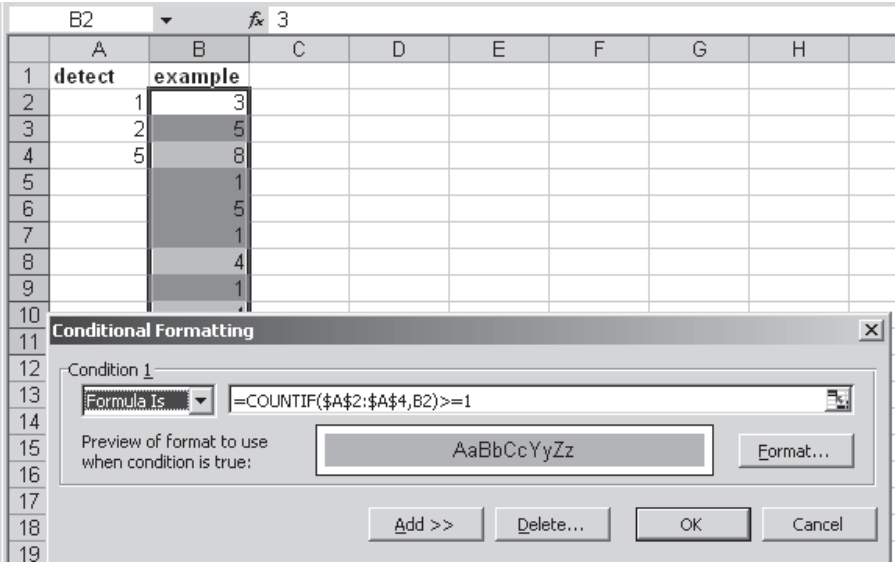 B2 fx 3
A B C D E F G H
1 detect example
2 1 3
3 2 5
4 5 8
5 1
6 5
7 1
8 4
9 1
10
11 Conditional Formatting
12 Condition 1
13 Formula Is =COUNTIF($A$2:$A$4,B2)>=1
14
15 Preview of format to use AaBbCcYyZz Format...
when condition is true:
16
17
18 Add >> Delete... OK Cancel
19